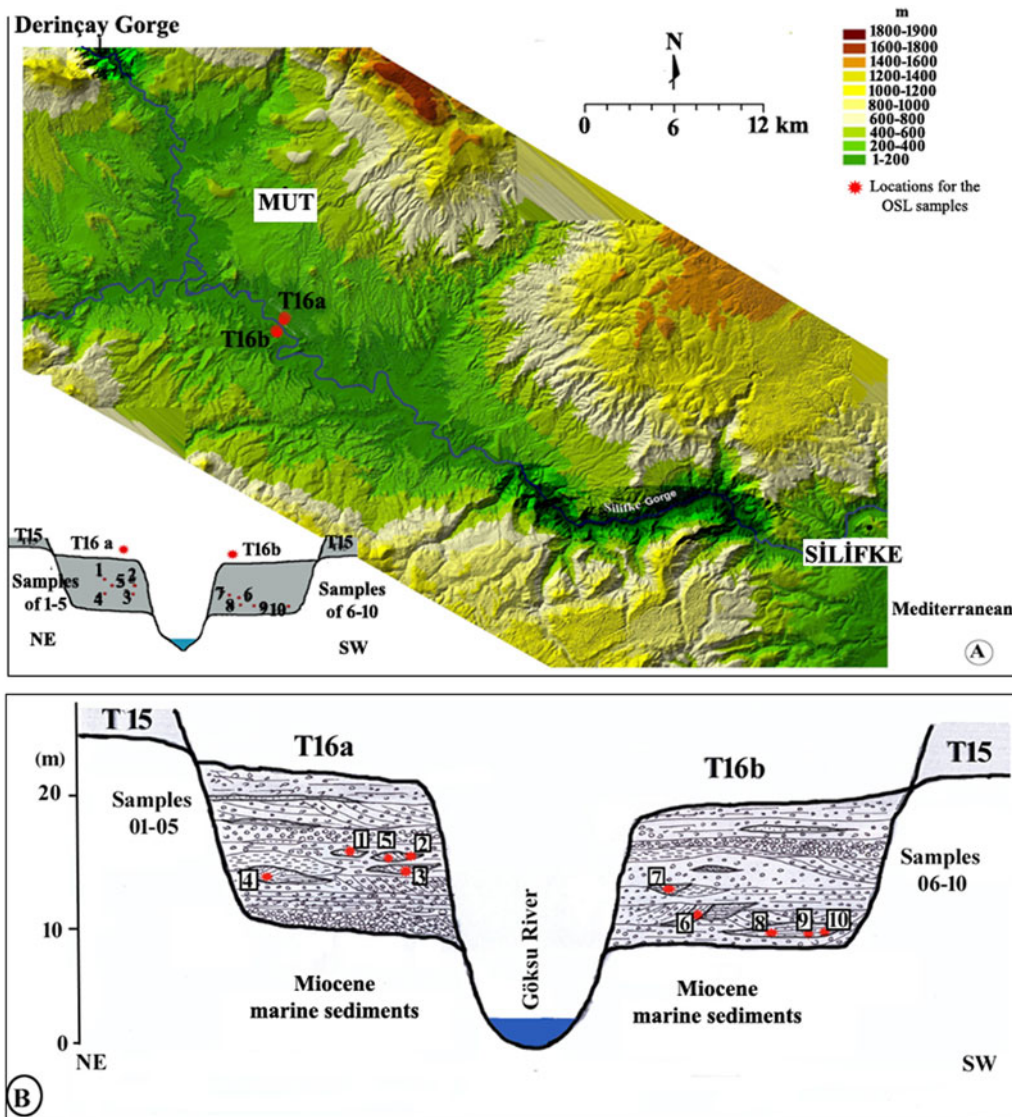 Derinçay Gorge
m
1800-1900
1600-1800
1400-1600
1200-1400
1000-1200
800-1000
600-800
400-600
200-400
1-200
Locations for the
OSL samples
N
0 6 12 km
MUT
T16a
T16b
Silifke Gorge
SİLİFKE
Mediterranean
T15 T16 a T16b T15
Samples
of 1-5
1 5 2
4 3
7 6
8 9 10
Samples
of 6-10
NE SW
A
T 15
(m)
20
10
0
T16a
Samples
01-05
1 5 2
4 3
Miocene
marine sediments
Göksu River
T16b
T15
Samples
06-10
7
6 8 9 10
Miocene
marine sediments
NE SW
B